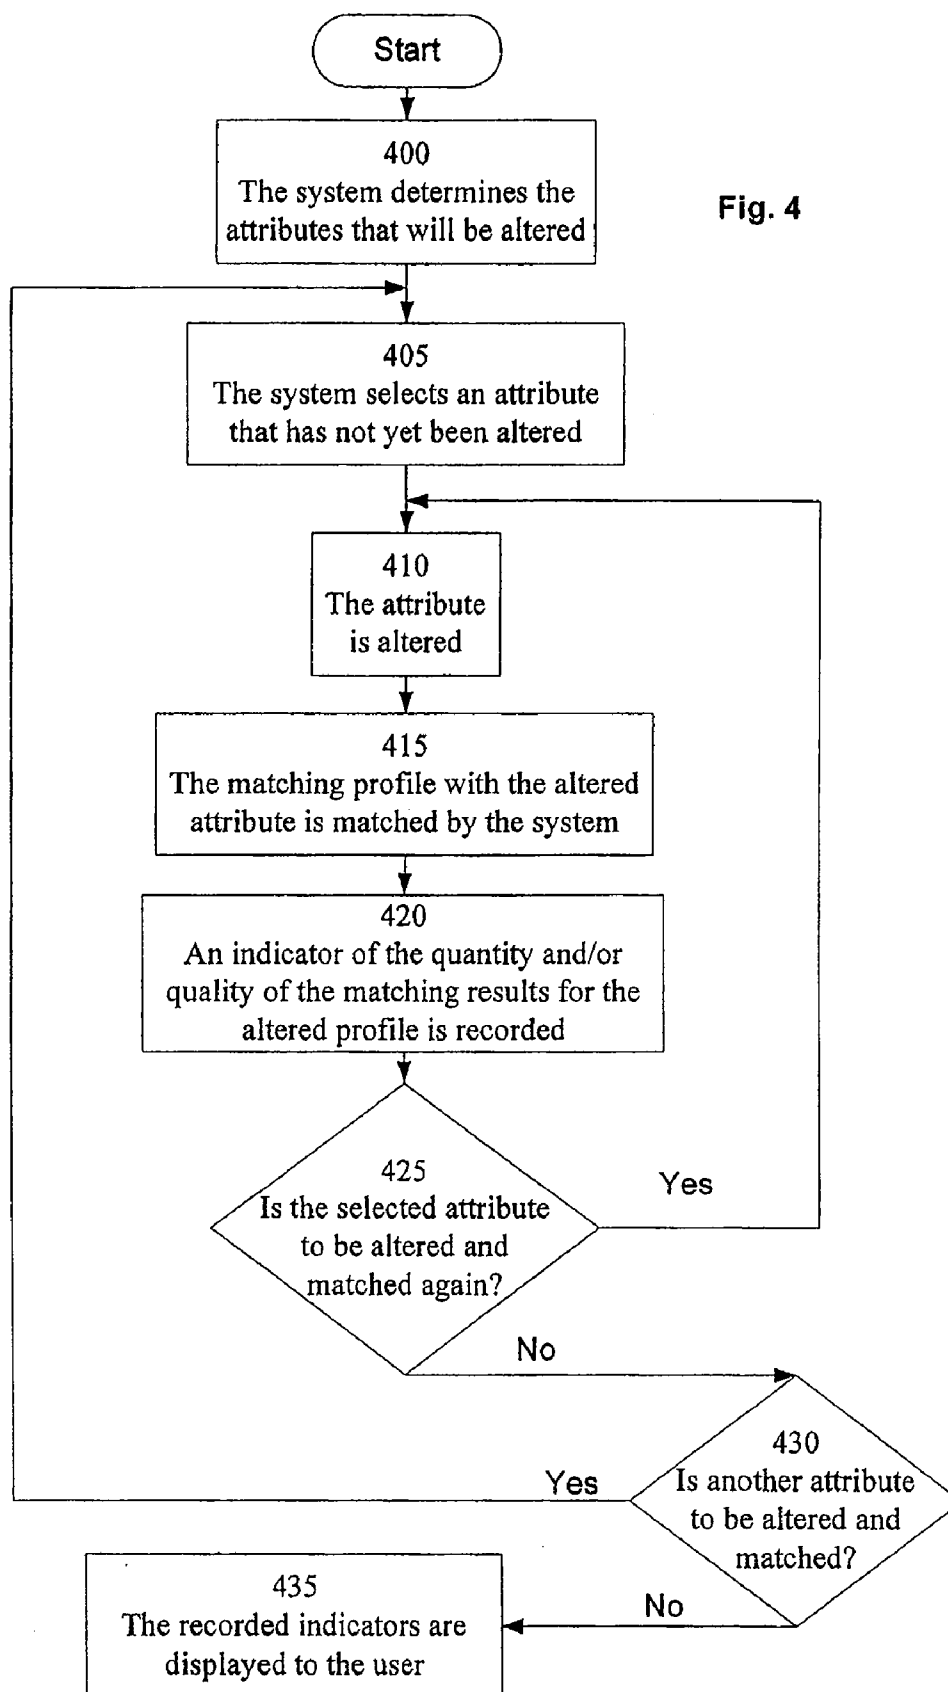 Start
400
The system determines the
attributes that will be altered
Fig. 4
405
The system selects an attribute
that has not yet been altered
410
The attribute
is altered
415
The matching profile with the altered
attribute is matched by the system
420
An indicator of the quantity and/or
quality of the matching results for the
altered profile is recorded
425
Is the selected attribute
to be altered and
matched again?
Yes
No
430
Is another attribute
to be altered and
matched?
Yes
No
435
The recorded indicators are
displayed to the user